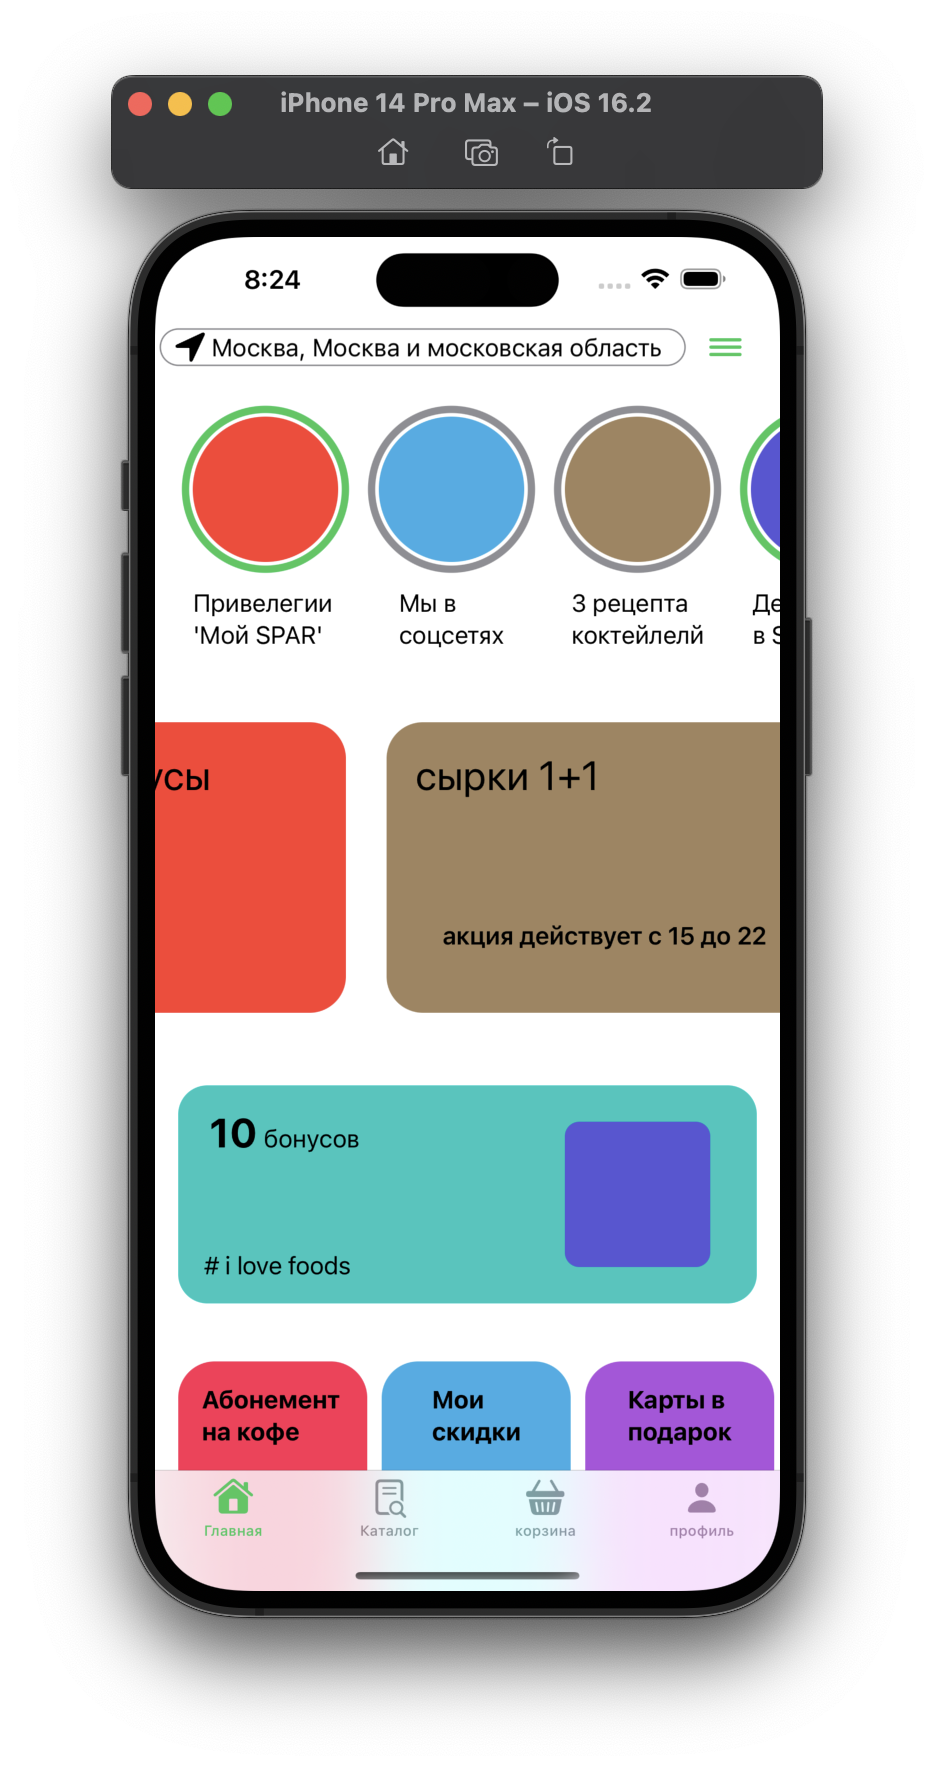 iPhone 14 Pro Max – iOS 16.2
8:24
Москва, Москва и московская область
Привелегии
'Мой SPAR'
Мы в
соцсетях
3 рецепта
коктейлелй
Де
в S
усы
сырки 1+1
акция действует с 15 до 22
10 бонусов
# i love foods
Абонемент
на кофе
Мои
скидки
Карты в
подарок
Главная
Каталог
корзина
профиль